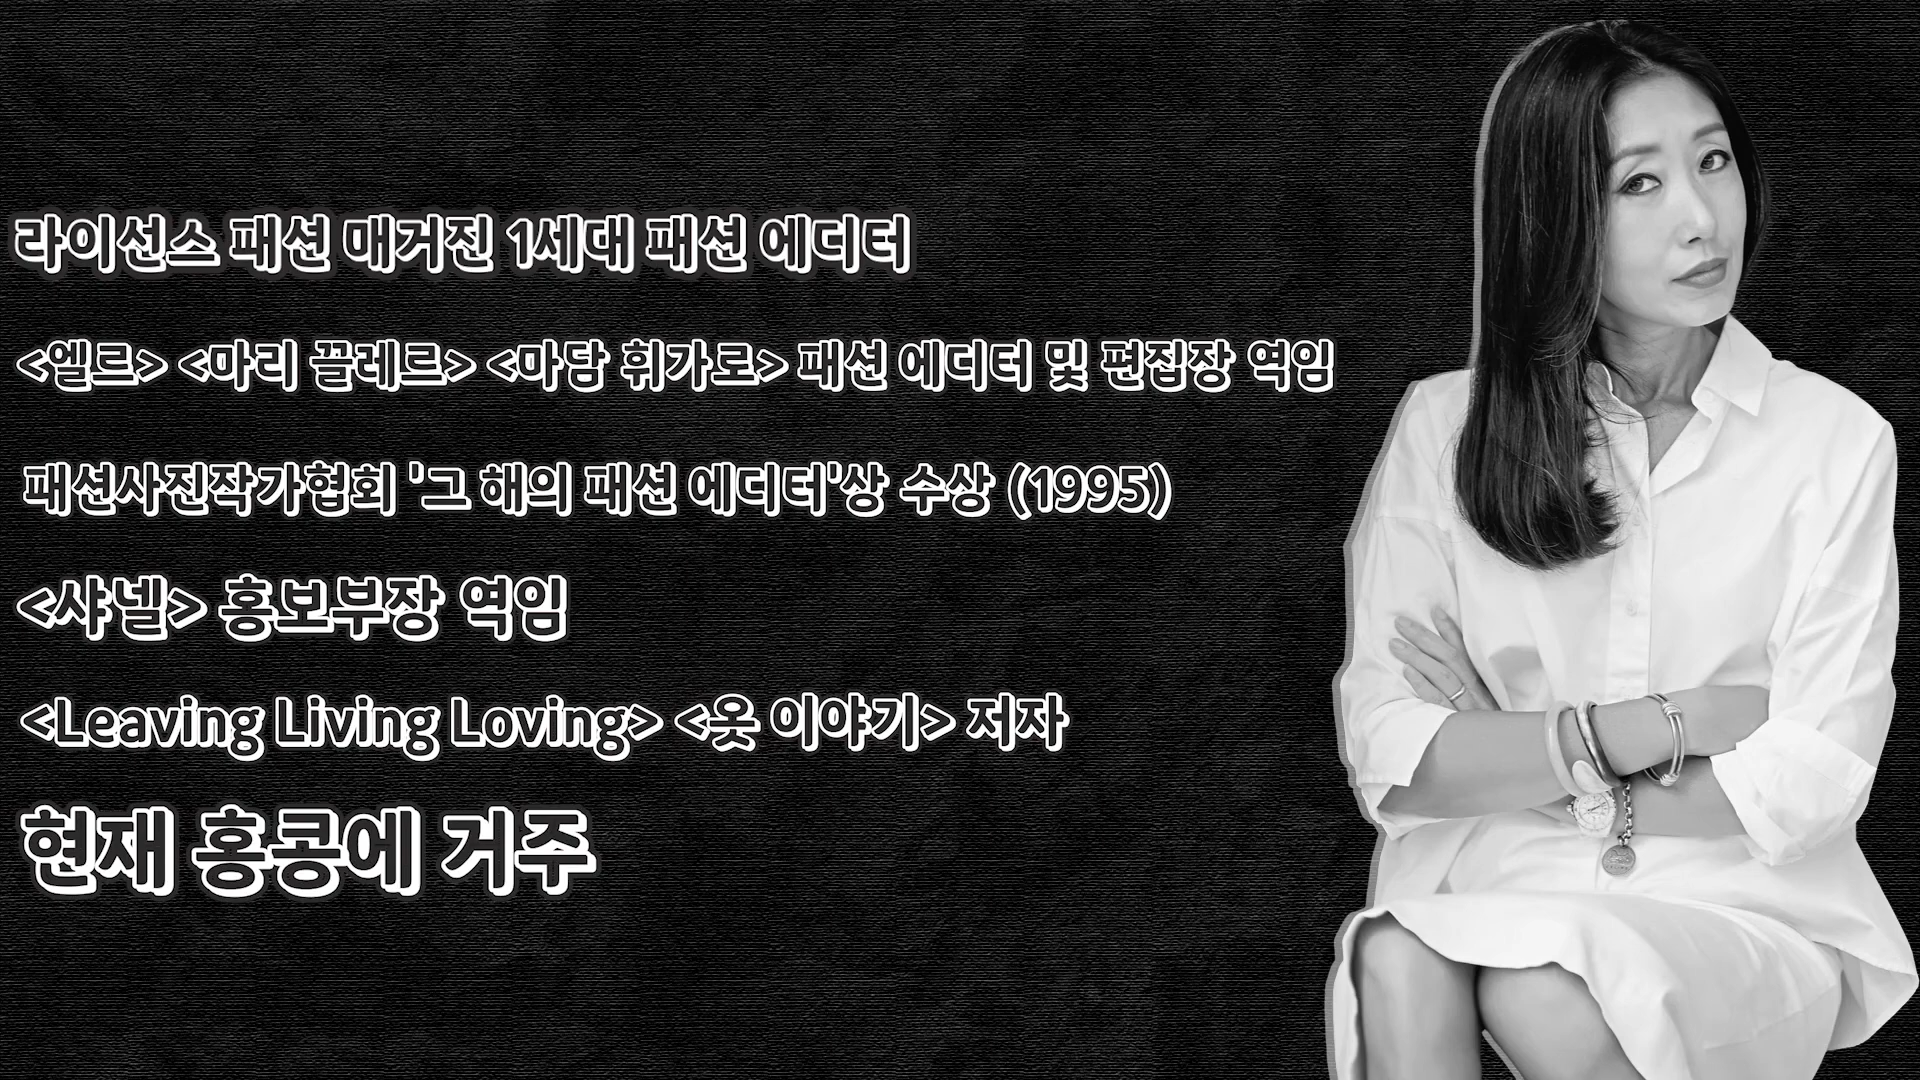 라이선스 패션 매거진 1세대 패션 에디터
<엘르> <마리 끌레르> <마담 휘가로> 패션 에디터 및 편집장 역임
패션사진작가협회 '그 해의 패션 에디터'상 수상 (1995)
<샤넬> 홍보부장 역임
<Leaving Living Loving> <옷 이야기> 저자
현재 홍콩에 거주